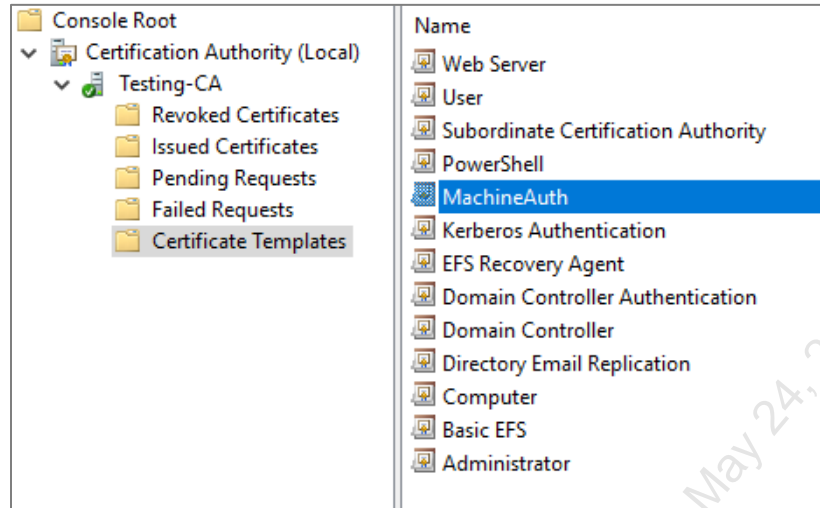 Console Root
Certification Authority (Local)
Testing-CA
Revoked Certificates
Issued Certificates
Pending Requests
Failed Requests
Certificate Templates
Name
Web Server
User
Subordinate Certification Authority
PowerShell
MachineAuth
Kerberos Authentication
EFS Recovery Agent
Domain Controller Authentication
Domain Controller
Directory Email Replication
Computer
Basic EFS
Administrator
May 24,